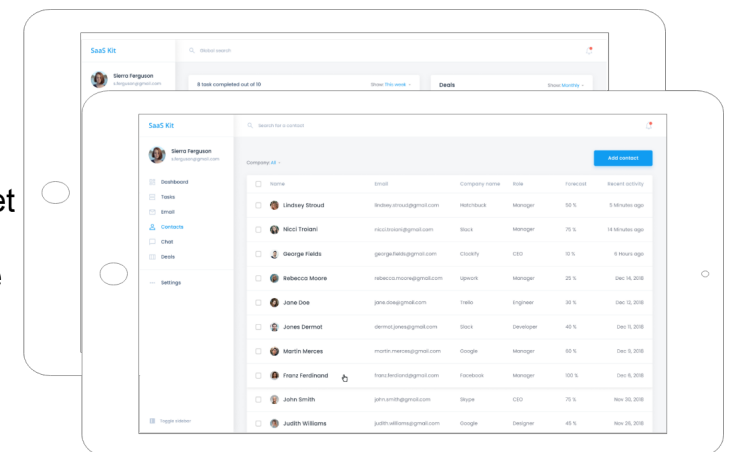 SaaS Kit
Global search
Sierra Ferguson
s.ferguson@gmail.com
8 task completed out of 10
Show: This week
Deals
Show: Monthly
et
SaaS Kit
Search for a contact
Sierra Ferguson
s.ferguson@gmail.com
Company: All
Add contact
Dashboard
Tasks
Email
Contacts
Chat
Deals
Settings
Toggle sidebar
Name Email Company name Role Forecast Recent activity
Lindsey Stroud lindsey.stroud@gmail.com Hatchbuck Manager 50 % 5 Minutes ago
Nicci Troiani nicci.troiani@gmail.com Slack Manager 75 % 14 Minutes ago
George Fields george.fields@gmail.com Clockify CEO 10 % 6 Hours ago
Rebecca Moore rebecca.moore@gmail.com Upwork Manager 25 % Dec 14, 2018
Jane Doe jane.doe@gmail.com Trello Engineer 30 % Dec 12, 2018
Jones Dermot dermot.jones@gmail.com Slack Developer 40 % Dec 11, 2018
Martin Merces martin.merces@gmail.com Google Manager 60 % Dec 11, 2018
Franz Ferdinand franz.ferdinand@gmail.com Facebook Manager 100 % Dec 6, 2018
John Smith john.smith@gmail.com Skype CEO 75 % Nov 30, 2018
Judith Williams judith.williams@gmail.com Google Designer 45 % Nov 26, 2018